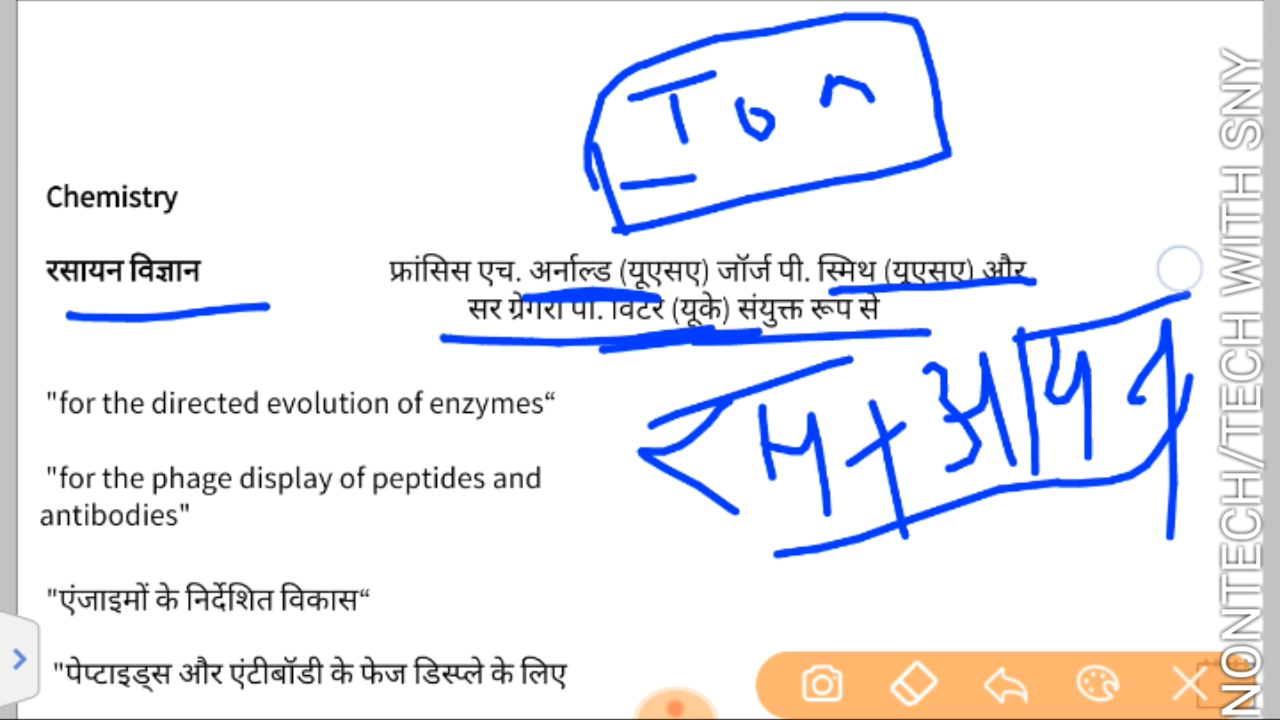 Ion
Chemistry
रसायन विज्ञान
फ्रांसिस एच. अर्नाल्ड (यूएसए) जॉर्ज पी. स्मिथ (यूएसए) और
सर ग्रेगरी पी. विंटर (यूके) संयुक्त रूप से
"for the directed evolution of enzymes“
"for the phage display of peptides and
antibodies"
"एंजाइमों के निर्देशित विकास“
"पेप्टाइड्स और एंटीबॉडी के फेज डिस्प्ले के लिए
NONTECH/TECH WITH SNY